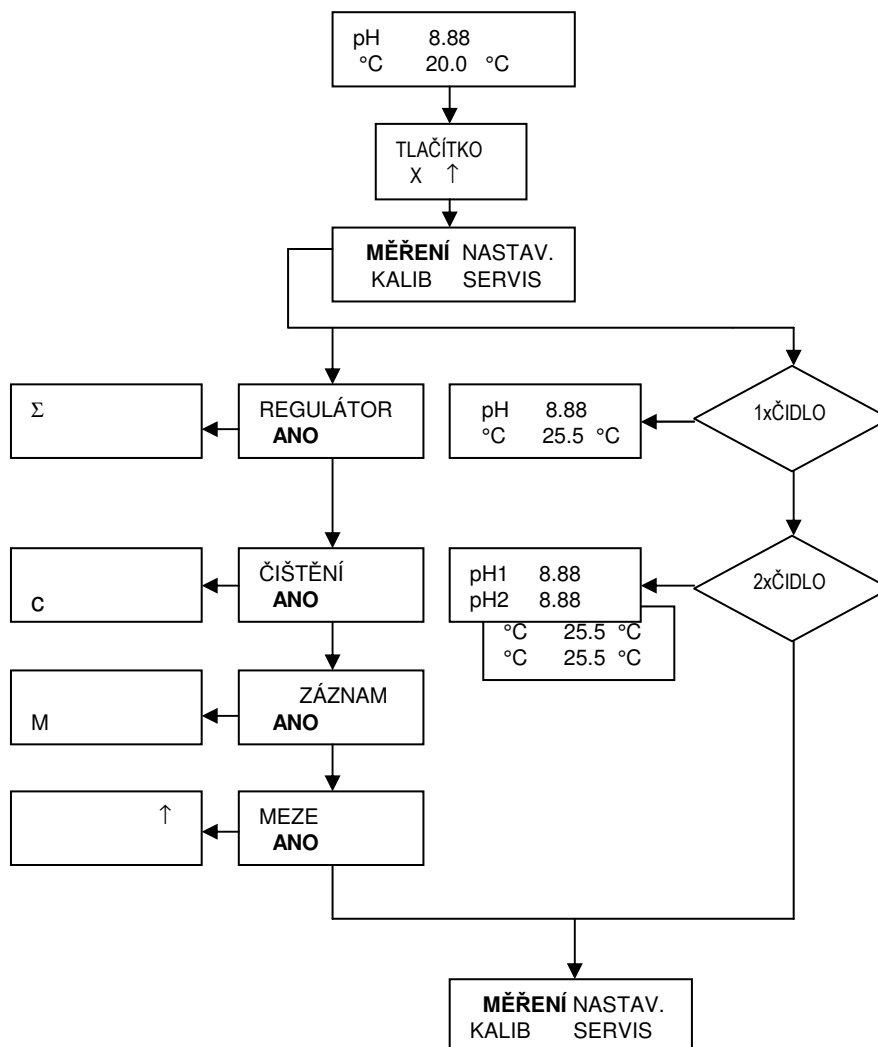 pH 8.88
°C 20.0 °C
TLAČÍTKO
X ↑
MĚŘENÍ NASTAV.
KALIB SERVIS
Σ
REGULÁTOR
ANO
pH 8.88
°C 25.5 °C
1xČIDLO
C
ČIŠTĚNÍ
ANO
pH1 8.88
pH2 8.88
°C 25.5 °C
°C 25.5 °C
2xČIDLO
M
ZÁZNAM
ANO
↑
MEZE
ANO
MĚŘENÍ NASTAV.
KALIB SERVIS